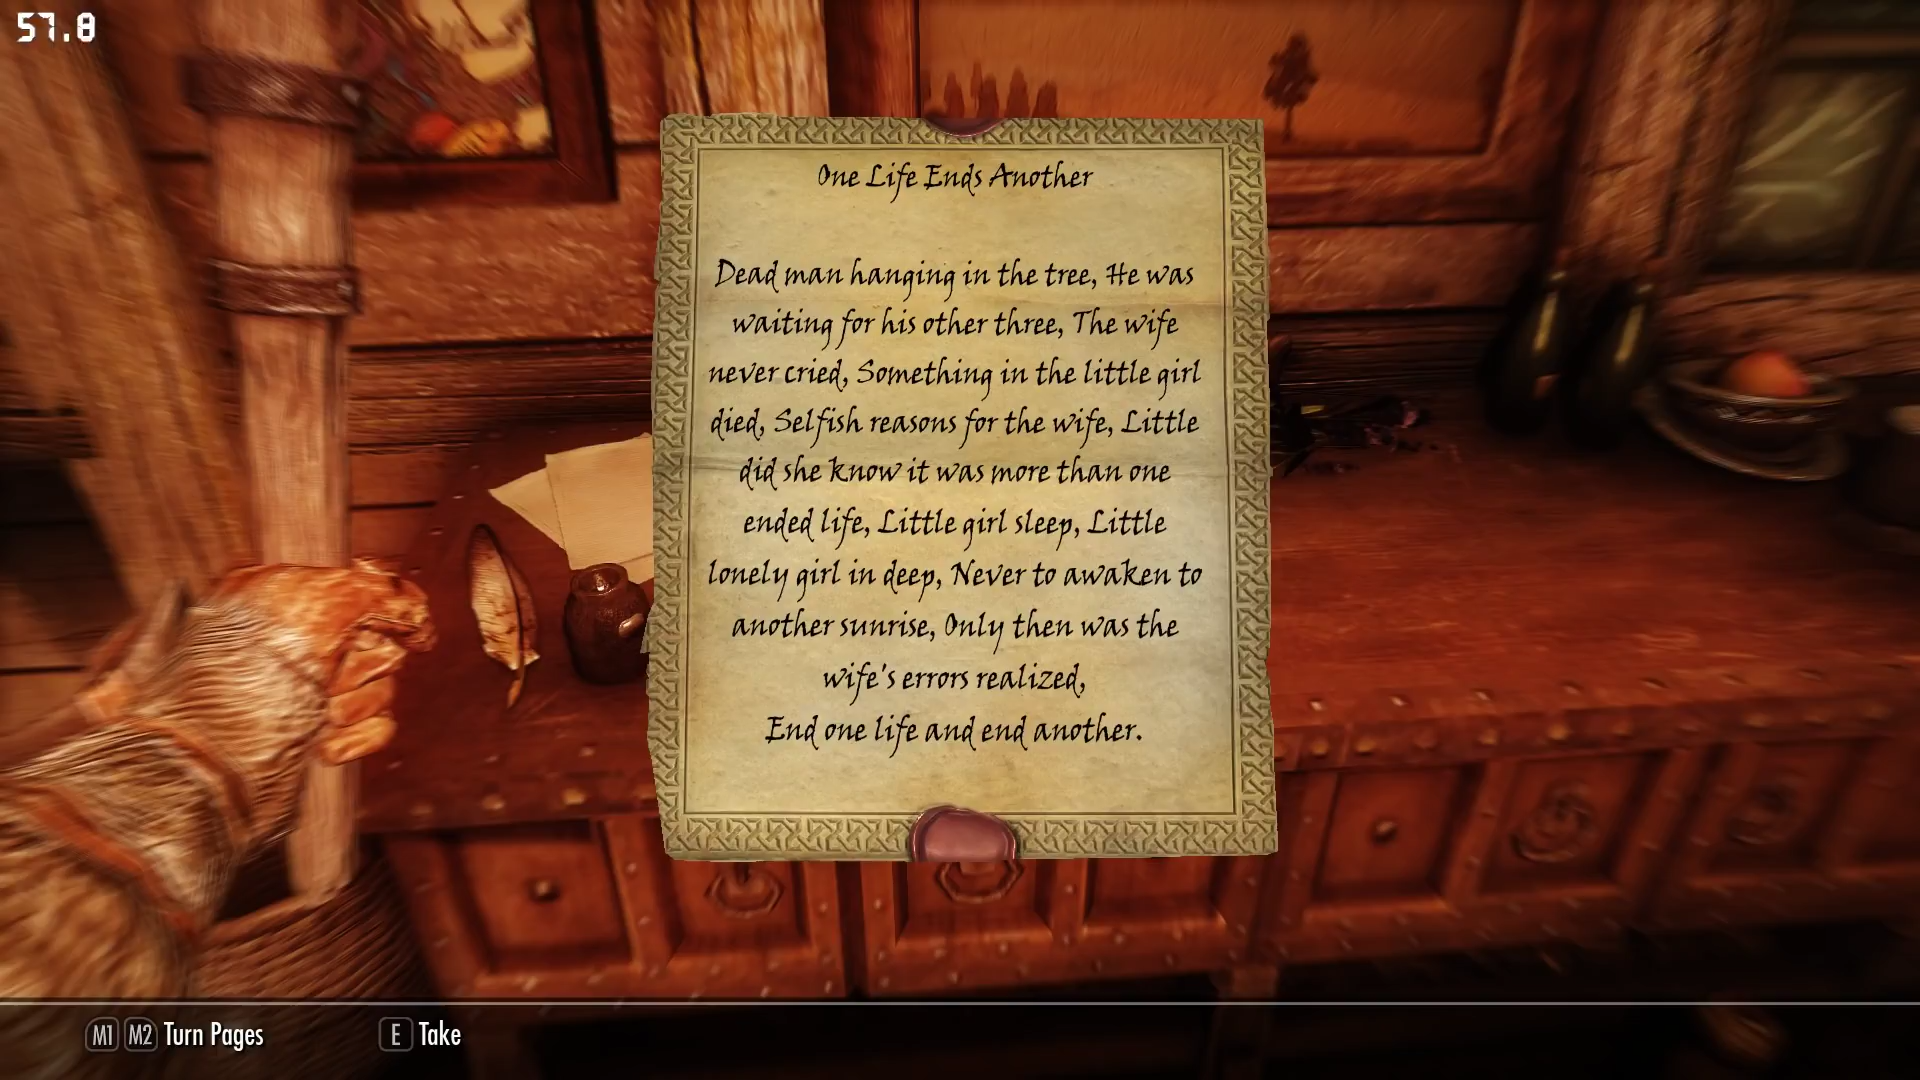 57.8
One Life Ends Another
Dead man hanging in the tree, He was
waiting for his other three, The wife
never cried, Something in the little girl
died, Selfish reasons for the wife, Little
did she know it was more than one
ended life, Little girl sleep, Little
lonely girl in deep, Never to awaken to
another sunrise, Only then was the
wife's errors realized,
End one life and end another.
M1 M2 Turn Pages E Take